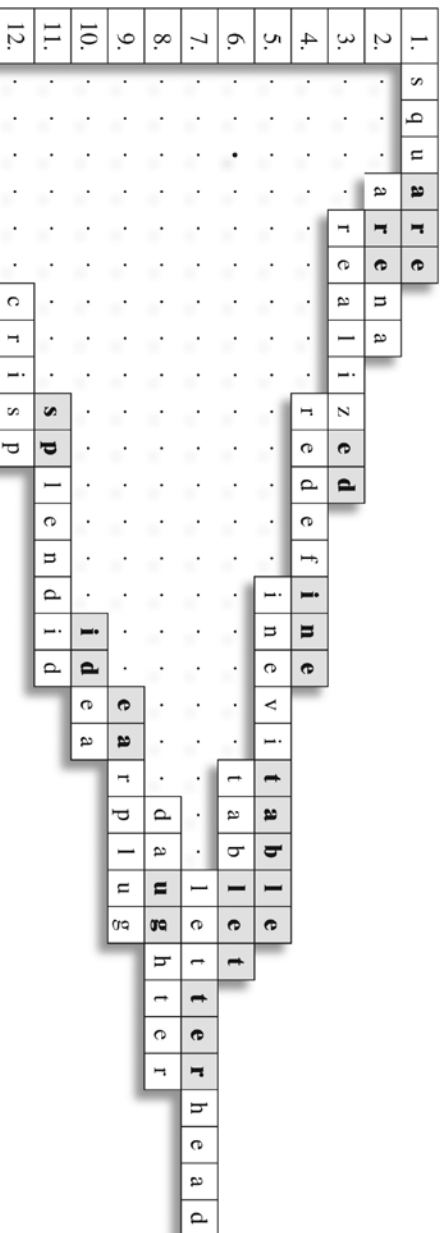 1. square
2. arena
3. realized
4. redefine
5. inevitable
6. tablet
7. letterhead
8. daughter
9. earplug
10. idea
11. splendid
12. crisp